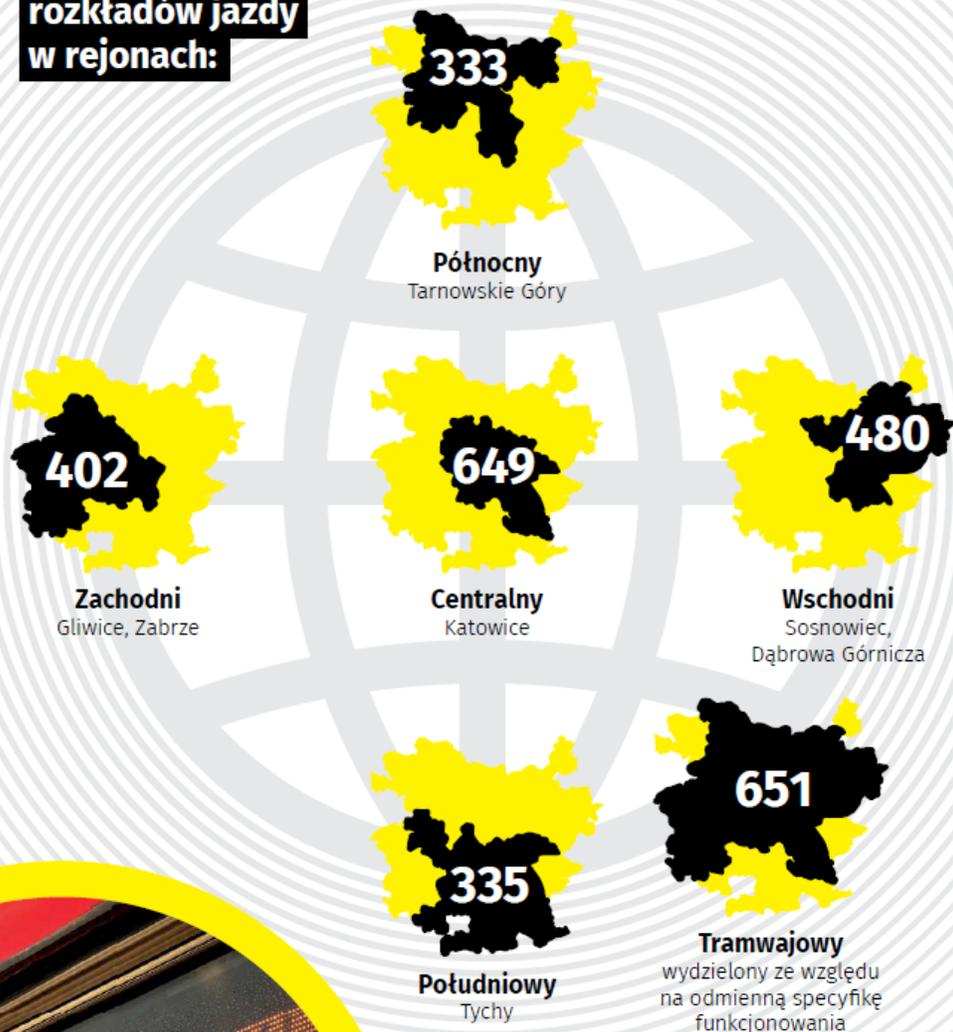 rozkładów jazdy
w rejonach:
333
Północny
Tarnowskie Góry
402
Zachodni
Gliwice, Zabrze
649
Centralny
Katowice
480
Wschodni
Sosnowiec,
Dąbrowa Górnicza
335
Południowy
Tychy
651
Tramwajowy
wydzielony ze względu
na odmienną specyfikę
funkcjonowania